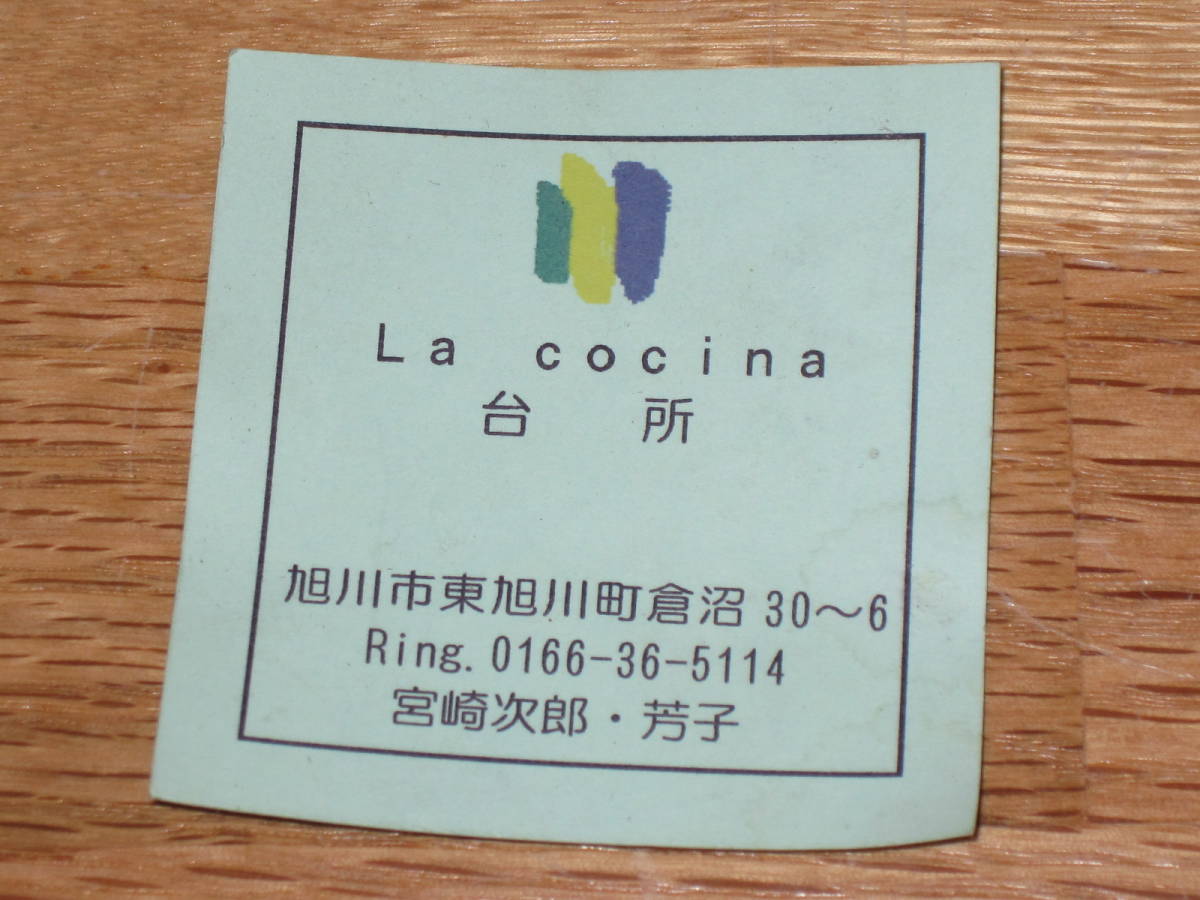 La cocina
台所
旭川市東旭川町倉沼 30～6
Ring. 0166-36-5114
宮崎次郎・芳子